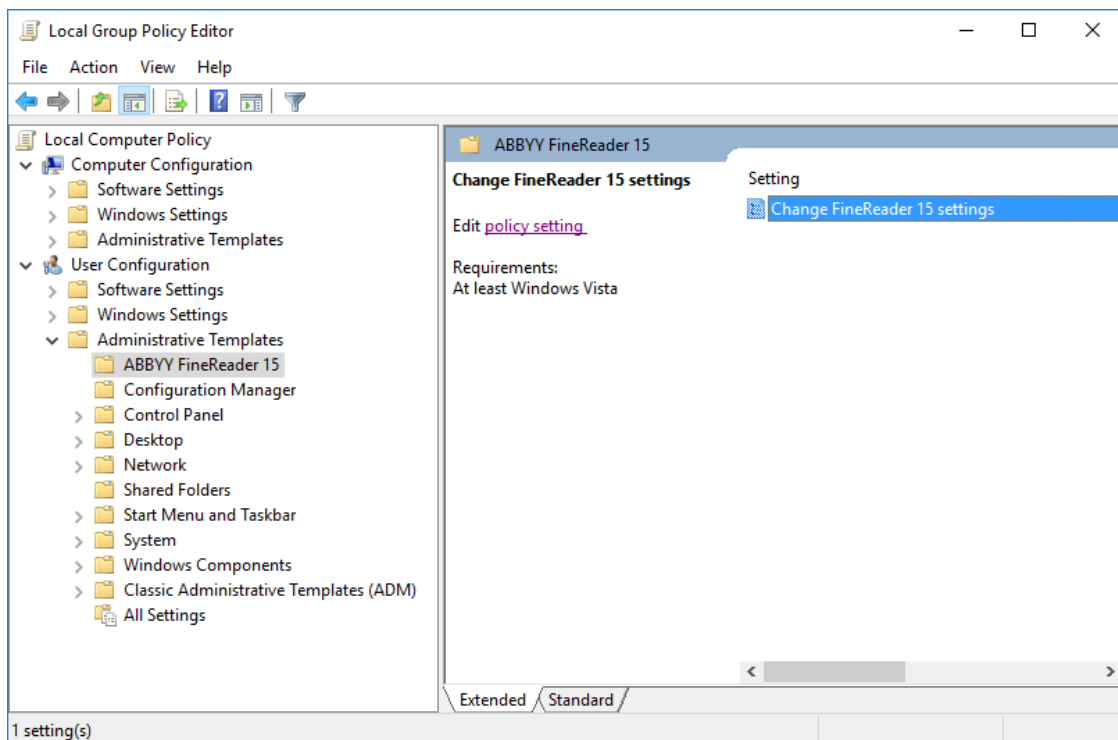 Local Group Policy Editor
File Action View Help
Local Computer Policy
Computer Configuration
Software Settings
Windows Settings
Administrative Templates
User Configuration
Software Settings
Windows Settings
Administrative Templates
ABBYY FineReader 15
Configuration Manager
Control Panel
Desktop
Network
Shared Folders
Start Menu and Taskbar
System
Windows Components
Classic Administrative Templates (ADM)
All Settings
ABBYY FineReader 15
Change FineReader 15 settings
Edit policy setting
Requirements:
At least Windows Vista
Setting
Change FineReader 15 settings
Extended Standard
1 setting(s)